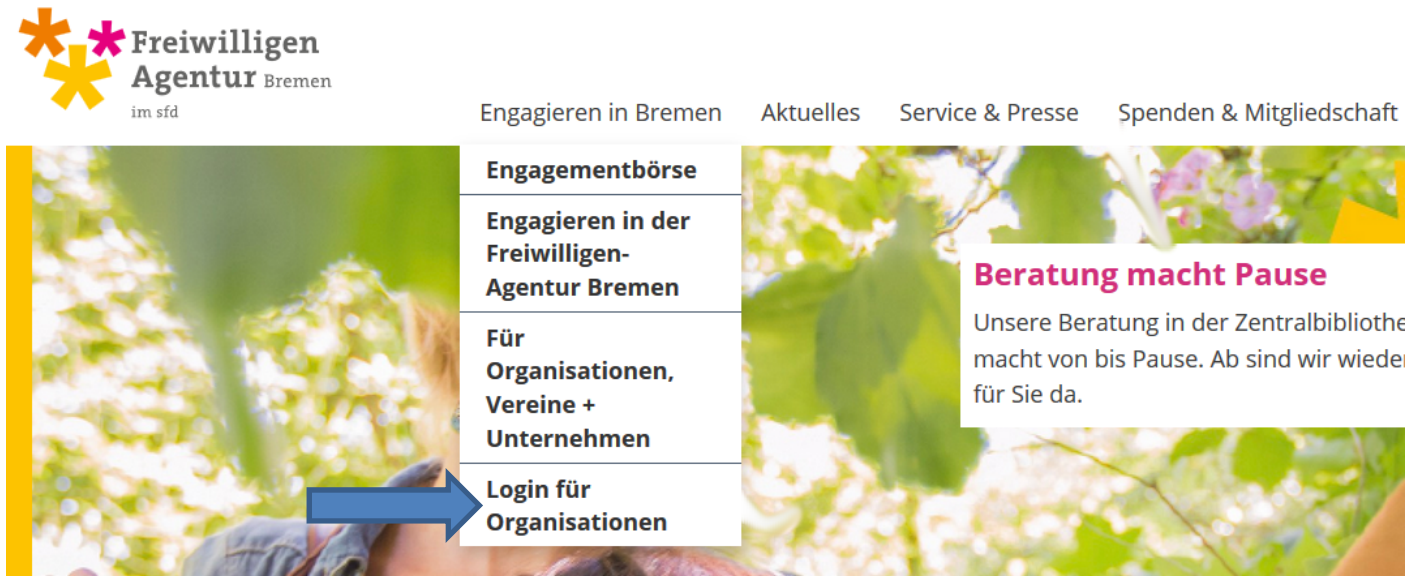 Freiwilligen
Agentur Bremen
im sfd
Engagieren in Bremen Aktuelles Service & Presse Spenden & Mitgliedschaft
Engagementbörse
Engagieren in der
Freiwilligen-
Agentur Bremen
Für
Organisationen,
Vereine +
Unternehmen
Login für
Organisationen
Beratung macht Pause
Unsere Beratung in der Zentralbibliothe
macht von bis Pause. Ab sind wir wieder
für Sie da.